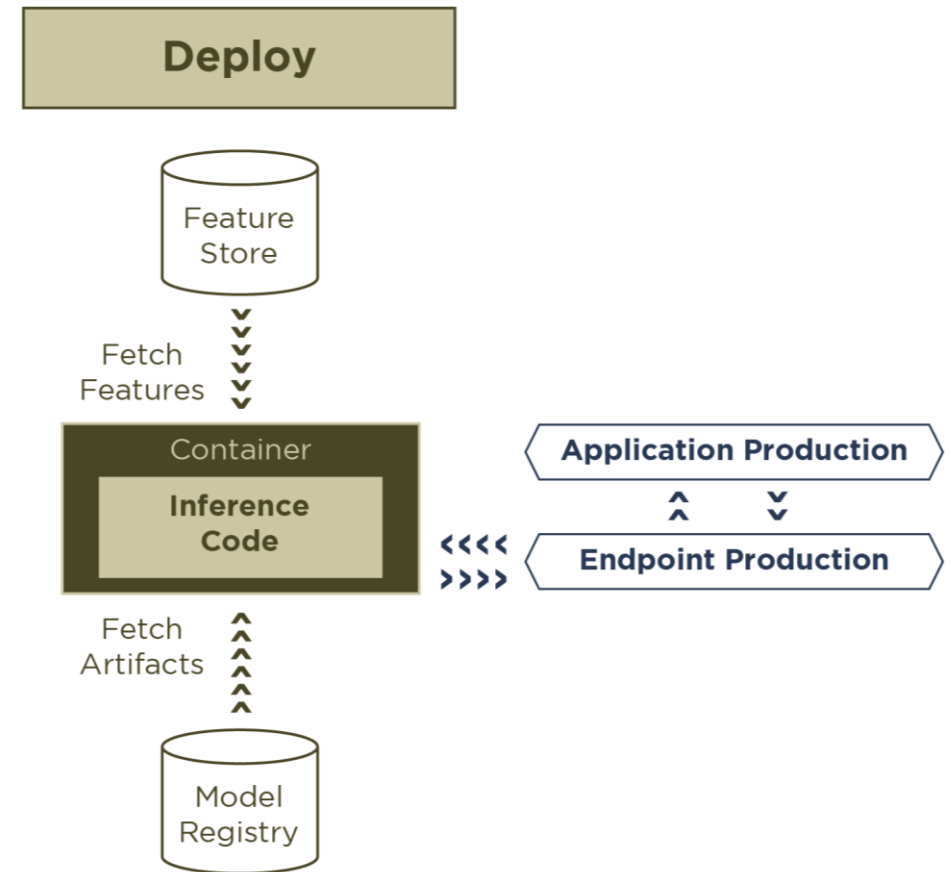 Deploy
Feature
Store
Fetch
Features
Container
Inference
Code
Application Production
Endpoint Production
Fetch
Artifacts
Model
Registry